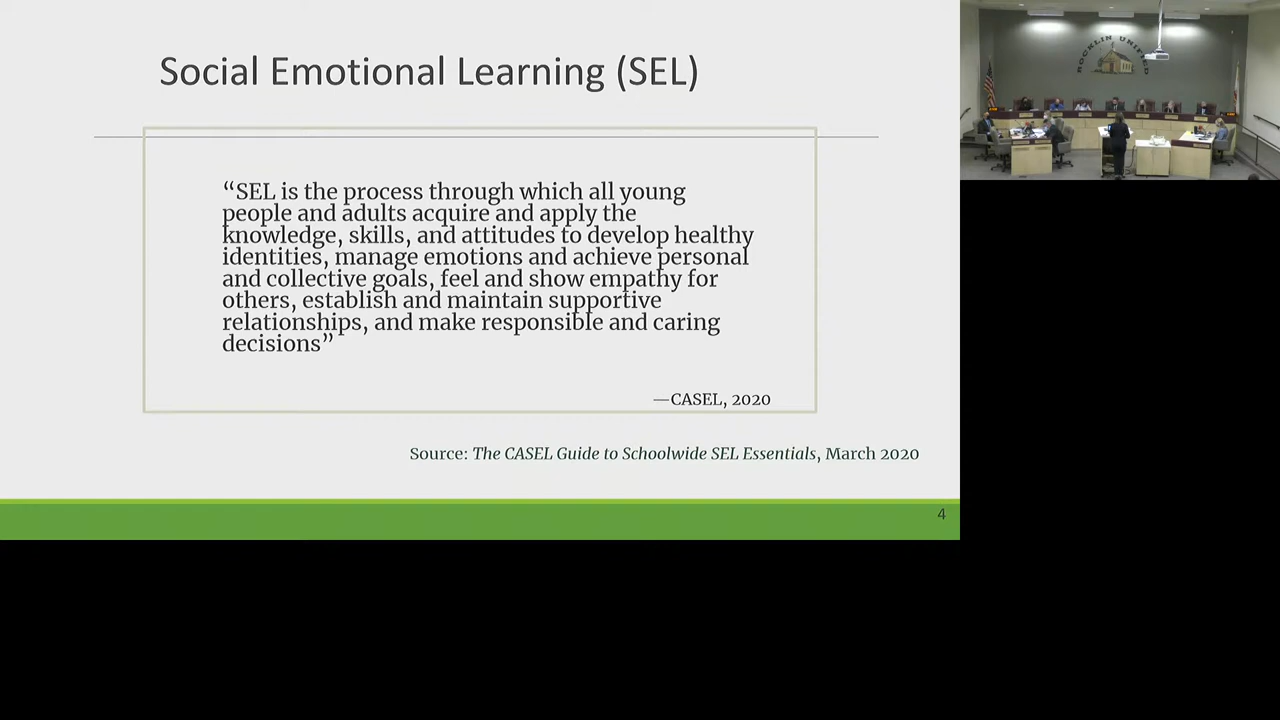 Social Emotional Learning (SEL)
“SEL is the process through which all young
people and adults acquire and apply the
knowledge, skills, and attitudes to develop healthy
identities, manage emotions and achieve personal
and collective goals, feel and show empathy for
others, establish and maintain supportive
relationships, and make responsible and caring
decisions”
—CASEL, 2020
Source: The CASEL Guide to Schoolwide SEL Essentials, March 2020
4
ROCKLIN UNIFIED